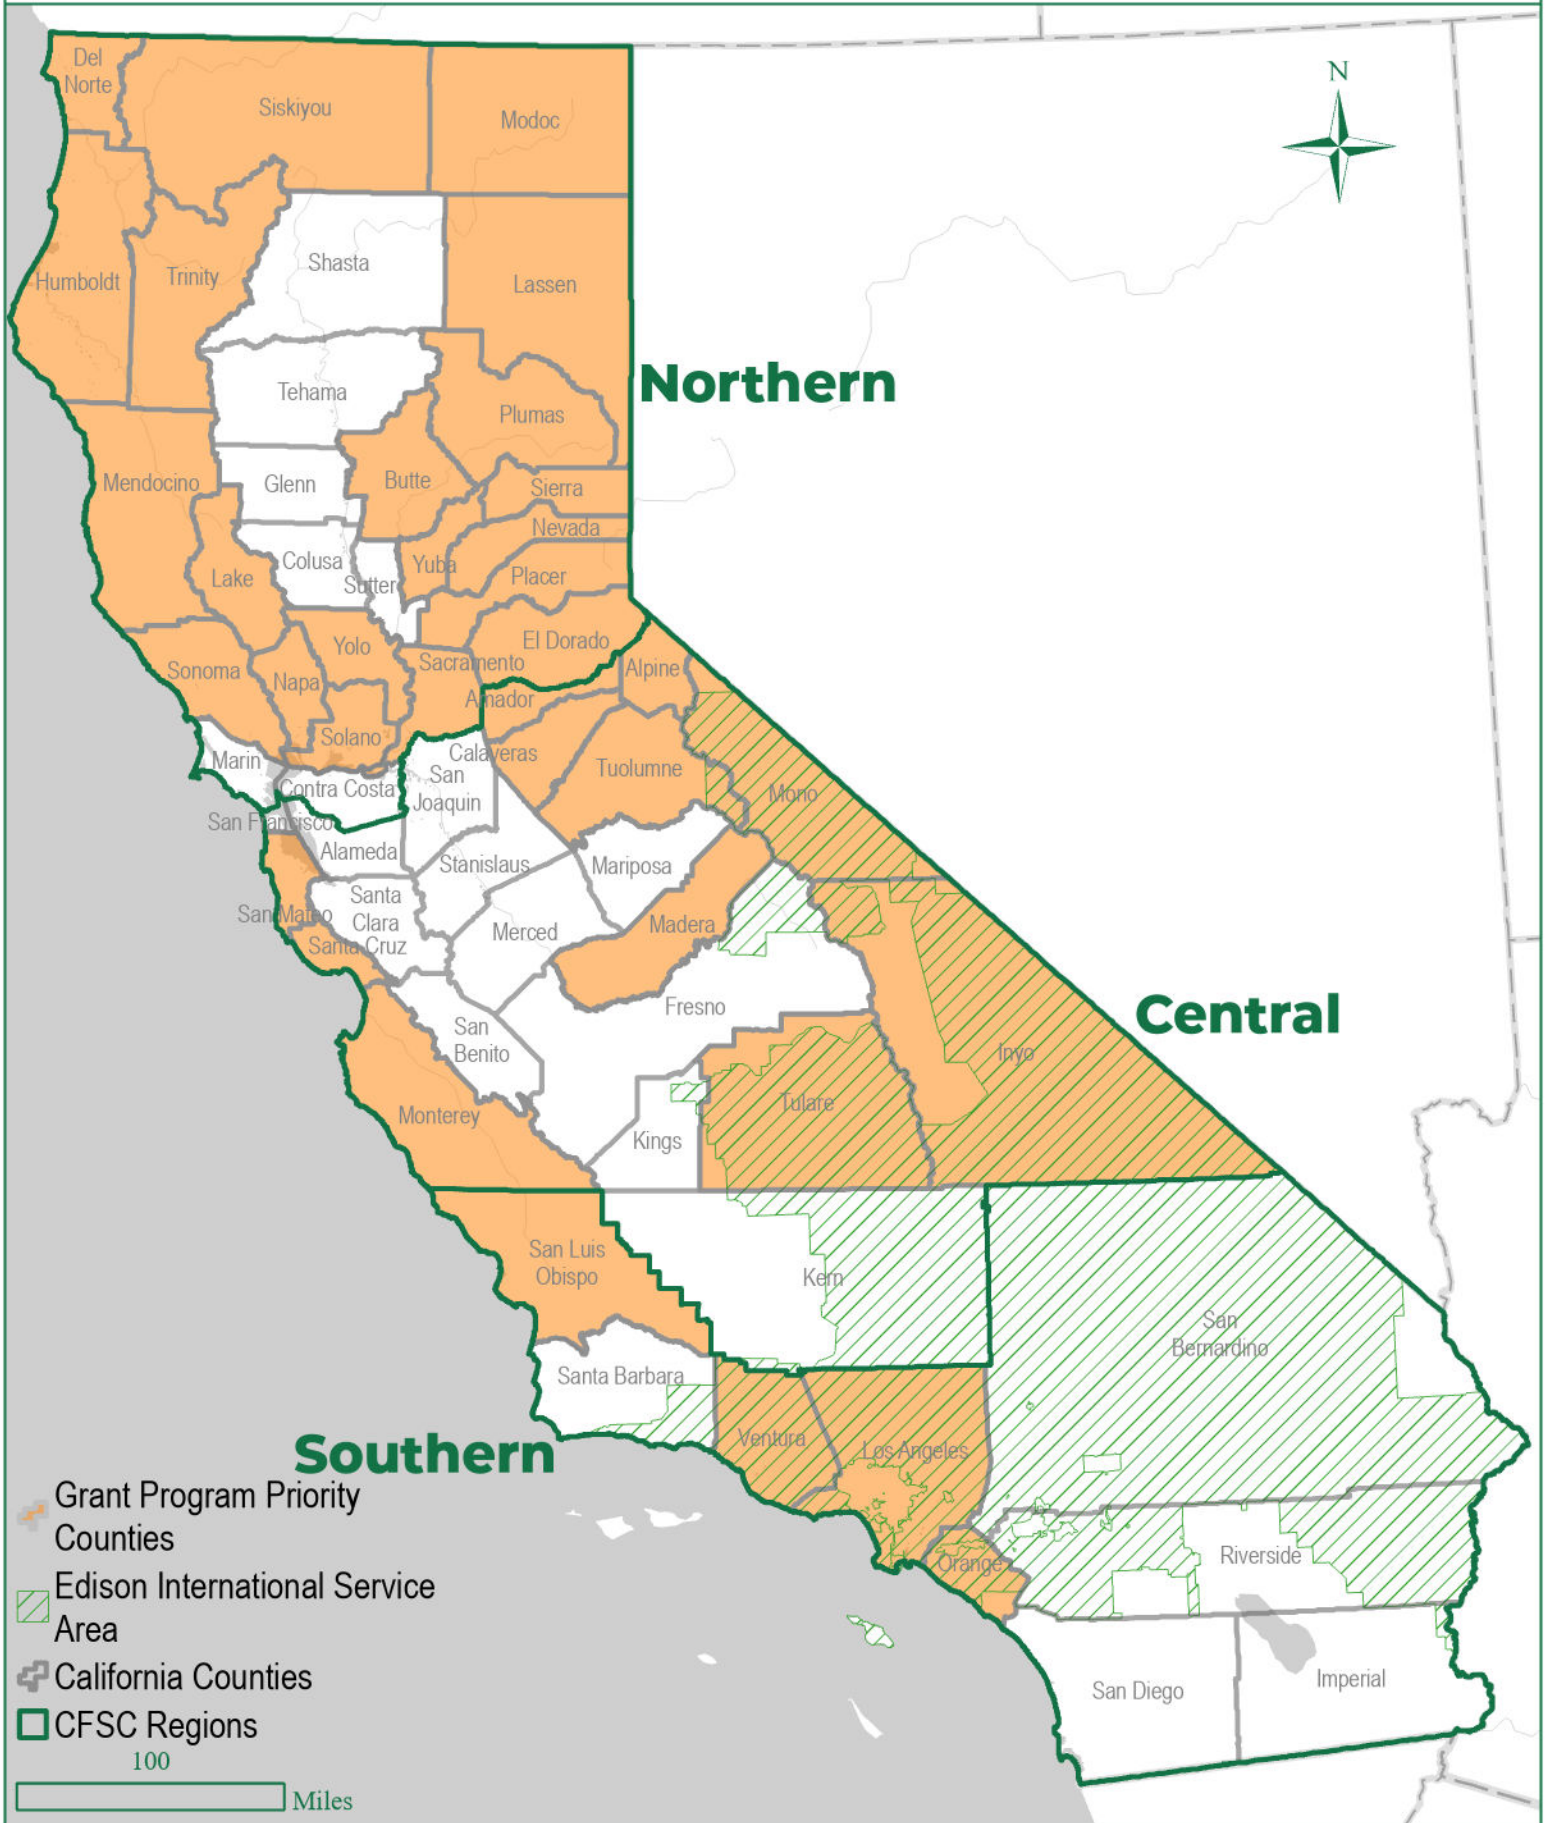 N
Del
Norte
Siskiyou
Modoc
Shasta
Humboldt
Trinity
Lassen
Northern
Tehama
Plumas
Mendocino
Glenn
Butte
Sierra
Nevada
Colusa
Sutter
Yuba
Lake
Placer
Yolo
El Dorado
Sonoma
Napa
Sacramento
Alpine
Amador
Solano
Marin
Calaveras
Tuolumne
San
Joaquin
Contra Costa
Mono
San Francisco
Alameda
Stanislaus
Mariposa
Santa
Clara
San Mateo
Santa Cruz
Merced
Madera
Fresno
Central
San
Benito
Inyo
Monterey
Tulare
Kings
San Luis
Obispo
Kern
San
Bernardino
Santa Barbara
Ventura
Los Angeles
Southern
Orange
Riverside
San Diego
Imperial
Grant Program Priority
Counties
Edison International Service
Area
California Counties
CFSC Regions
100
Miles